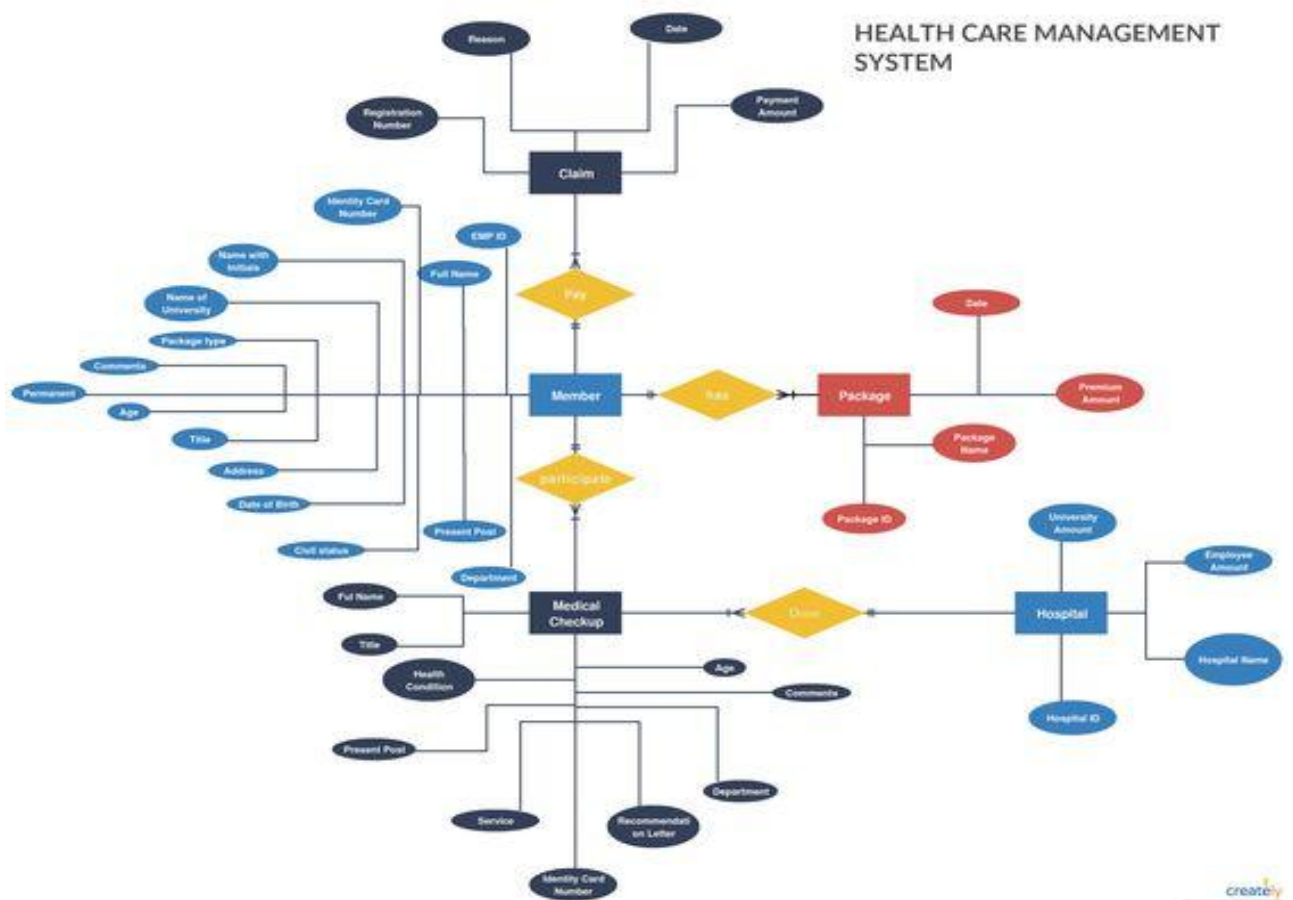 HEALTH CARE MANAGEMENT
SYSTEM
Reason
Date
Registration
Number
Payment
Amount
Claim
Identity Card
Number
EMP ID
Name with
Initials
Full Name
Name of
University
Pay
Date
Package type
Comments
Permanent
Age
Member
has
Package
Premium
Amount
Title
Package
Name
Address
participate
Date of Birth
Package ID
Present Post
University
Amount
Civil status
Employee
Amount
Department
Ful Name
Medical
Checkup
Hospital
Title
Health
Condition
Age
Hospital Name
Comments
Hospital ID
Present Post
Department
Service
Recommendati
on Letter
Identity Card
Number
creately